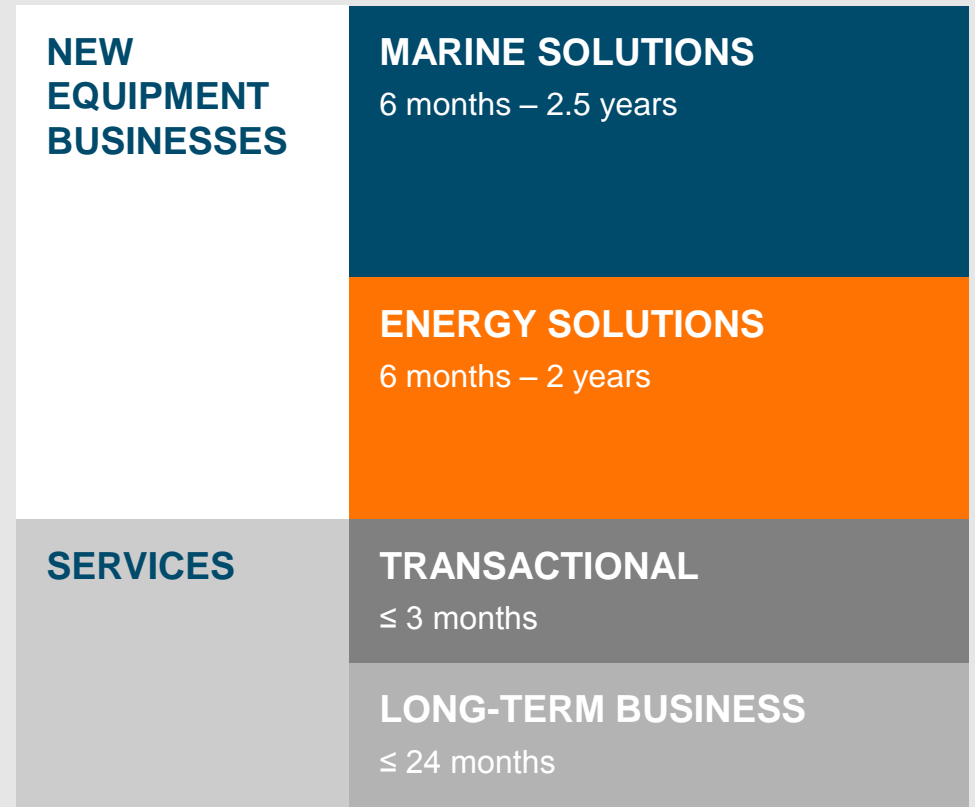 NEW
EQUIPMENT
BUSINESSES
MARINE SOLUTIONS
6 months – 2.5 years
ENERGY SOLUTIONS
6 months – 2 years
SERVICES
TRANSACTIONAL
≤ 3 months
LONG-TERM BUSINESS
≤ 24 months